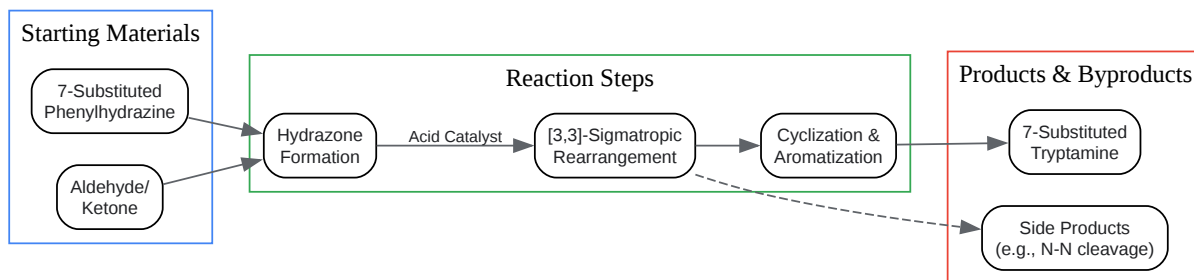 Starting Materials
7-Substituted
Phenylhydrazine
Aldehyde/
Ketone
Reaction Steps
Hydrazone
Formation
Acid Catalyst
[3,3]-Sigmatropic
Rearrangement
Cyclization &
Aromatization
Products & Byproducts
7-Substituted
Tryptamine
Side Products
(e.g., N-N cleavage)